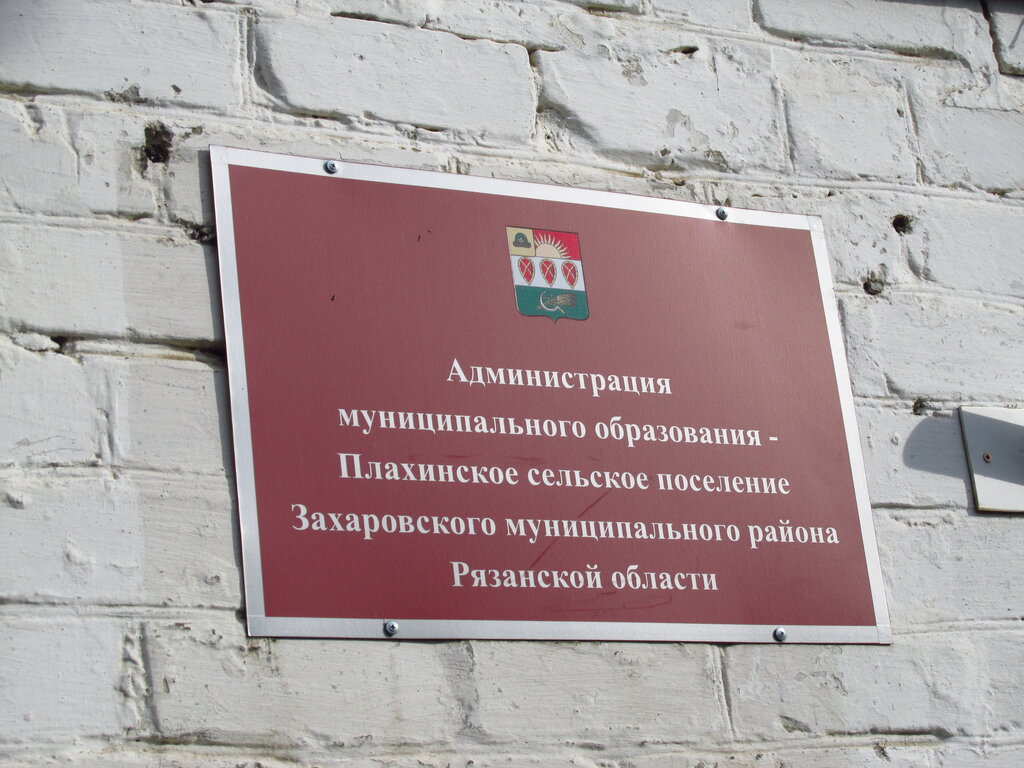 Администрация
муниципального образования -
Плахинское сельское поселение
Захаровского муниципального района
Рязанской области